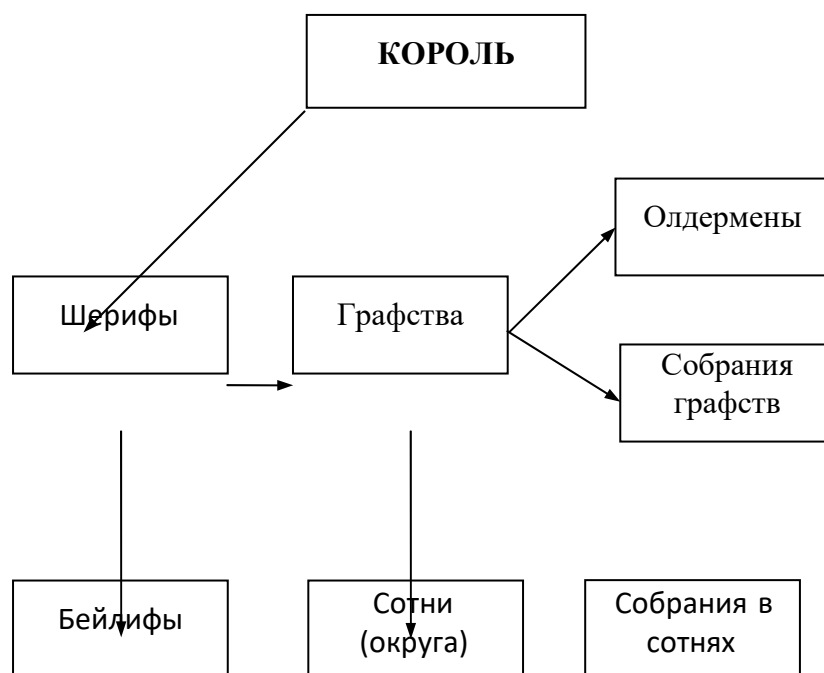 КОРОЛЬ
Олдермены
Шерифы
Графства
Собрания
графств
Бейлифы
Сотни
(округа)
Собрания в
сотнях